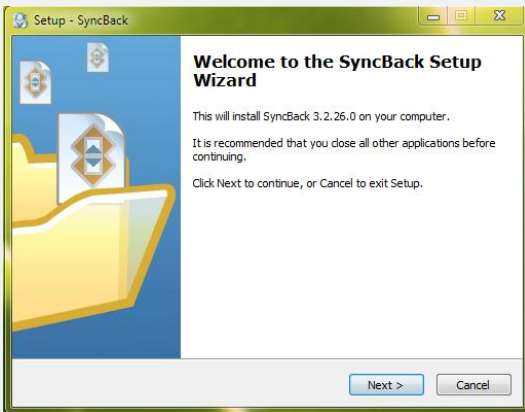 Setup - SyncBack
Welcome to the SyncBack Setup
Wizard
This will install SyncBack 3.2.26.0 on your computer.
It is recommended that you close all other applications before
continuing.
Click Next to continue, or Cancel to exit Setup.
Next >
Cancel